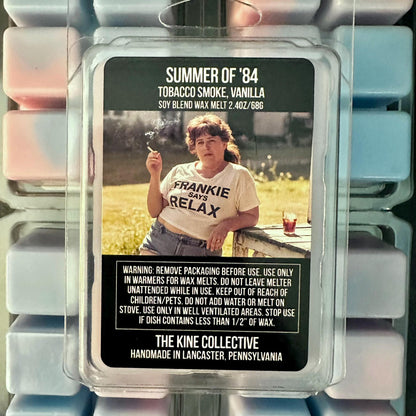 SUMMER OF '84
TOBACCO SMOKE, VANILLA
SOY BLEND WAX MELT 2.4OZ/68G
FRANKIE
SAYS
RELAX
WARNING: REMOVE PACKAGING BEFORE USE. USE ONLY
IN WARMERS FOR WAX MELTS. DO NOT LEAVE MELTER
UNATTENDED WHILE IN USE. KEEP OUT OF REACH OF
CHILDREN/PETS. DO NOT ADD WATER OR MELT ON
STOVE. USE ONLY IN WELL VENTILATED AREAS. STOP USE
IF DISH CONTAINS LESS THAN 1/2" OF WAX.
THE KINE COLLECTIVE
HANDMADE IN LANCASTER, PENNSYLVANIA